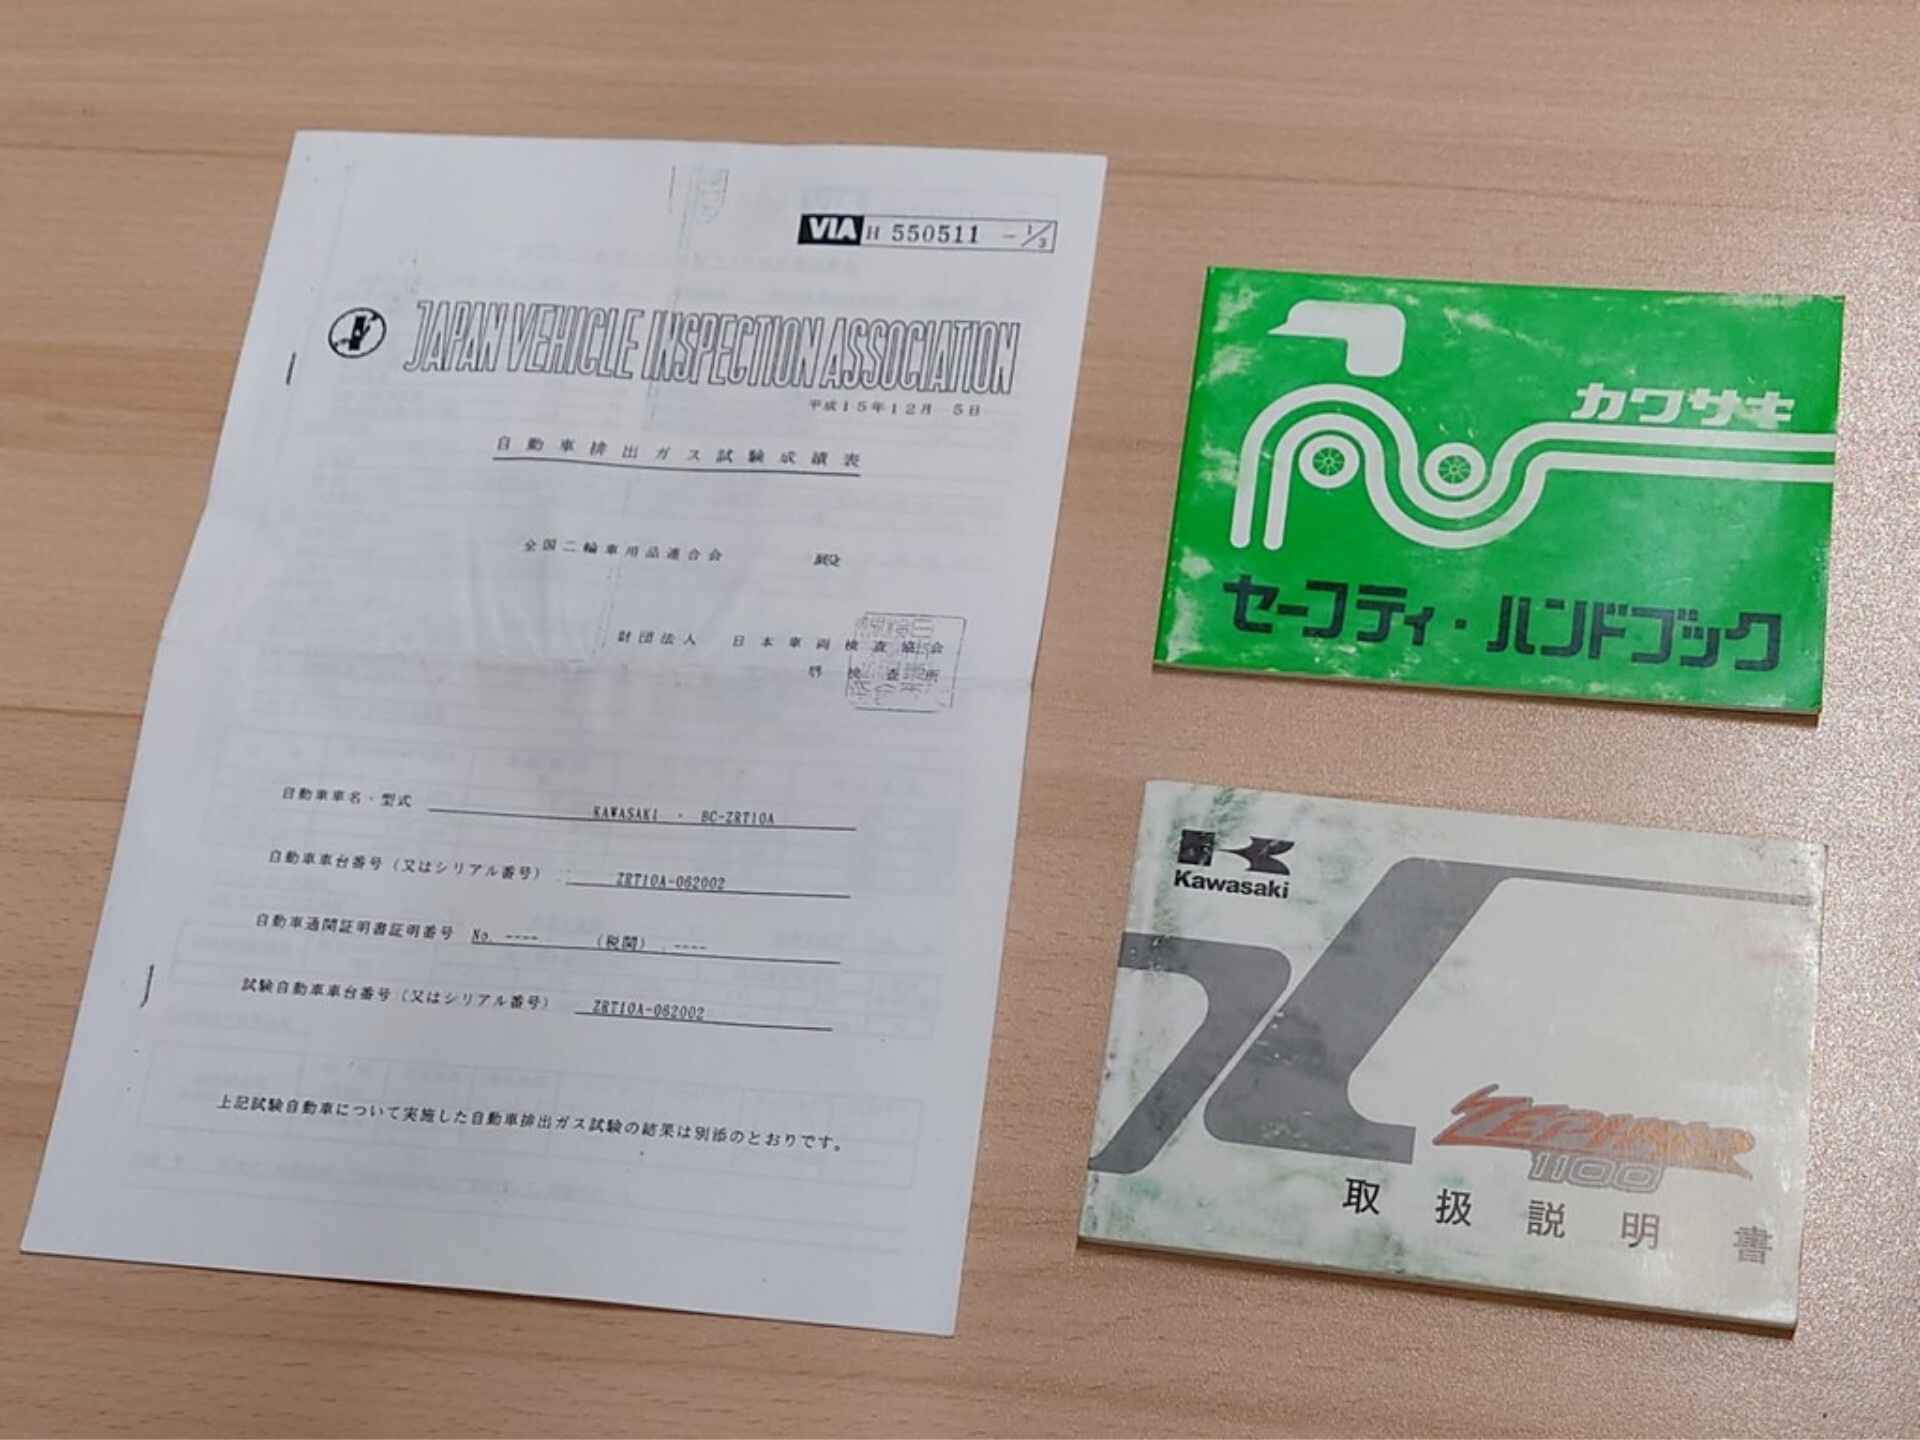 VIA H 550511 -1/3
JAPAN VEHICLE INSPECTION ASSOCIATION
平成15年12月 5日
自動車排出ガス試験成績表
全国二輪車用品連合会 殿
財団法人 日本車両検査協会
検査所
自動車車名・型式 KAWASAKI ・ BC-ZRT10A
自動車車台番号(又はシリアル番号) ZRT10A-062002
自動車通関証明書証明番号 No. ---- (税関) ----
試験自動車車台番号(又はシリアル番号) ZRT10A-062002
上記試験自動車について実施した自動車排出ガス試験の結果は別添のとおりです。
カワサキ
セーフティ・ハンドブック
Kawasaki
ZEPHYR
1100
取扱説明書